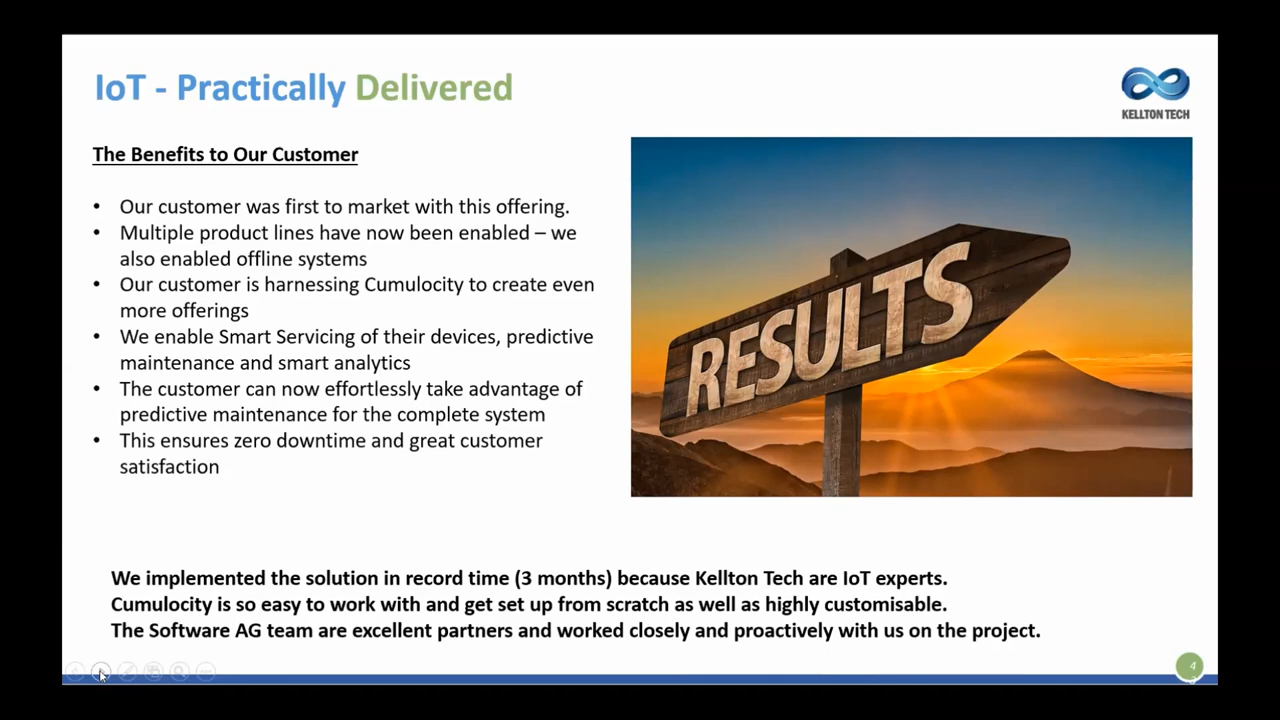 IoT - Practically Delivered
KELLTON TECH
The Benefits to Our Customer
• Our customer was first to market with this offering.
• Multiple product lines have now been enabled – we
also enabled offline systems
• Our customer is harnessing Cumulocity to create even
more offerings
• We enable Smart Servicing of their devices, predictive
maintenance and smart analytics
• The customer can now effortlessly take advantage of
predictive maintenance for the complete system
• This ensures zero downtime and great customer
satisfaction
RESULTS
We implemented the solution in record time (3 months) because Kellton Tech are IoT experts.
Cumulocity is so easy to work with and get set up from scratch as well as highly customisable.
The Software AG team are excellent partners and worked closely and proactively with us on the project.
4